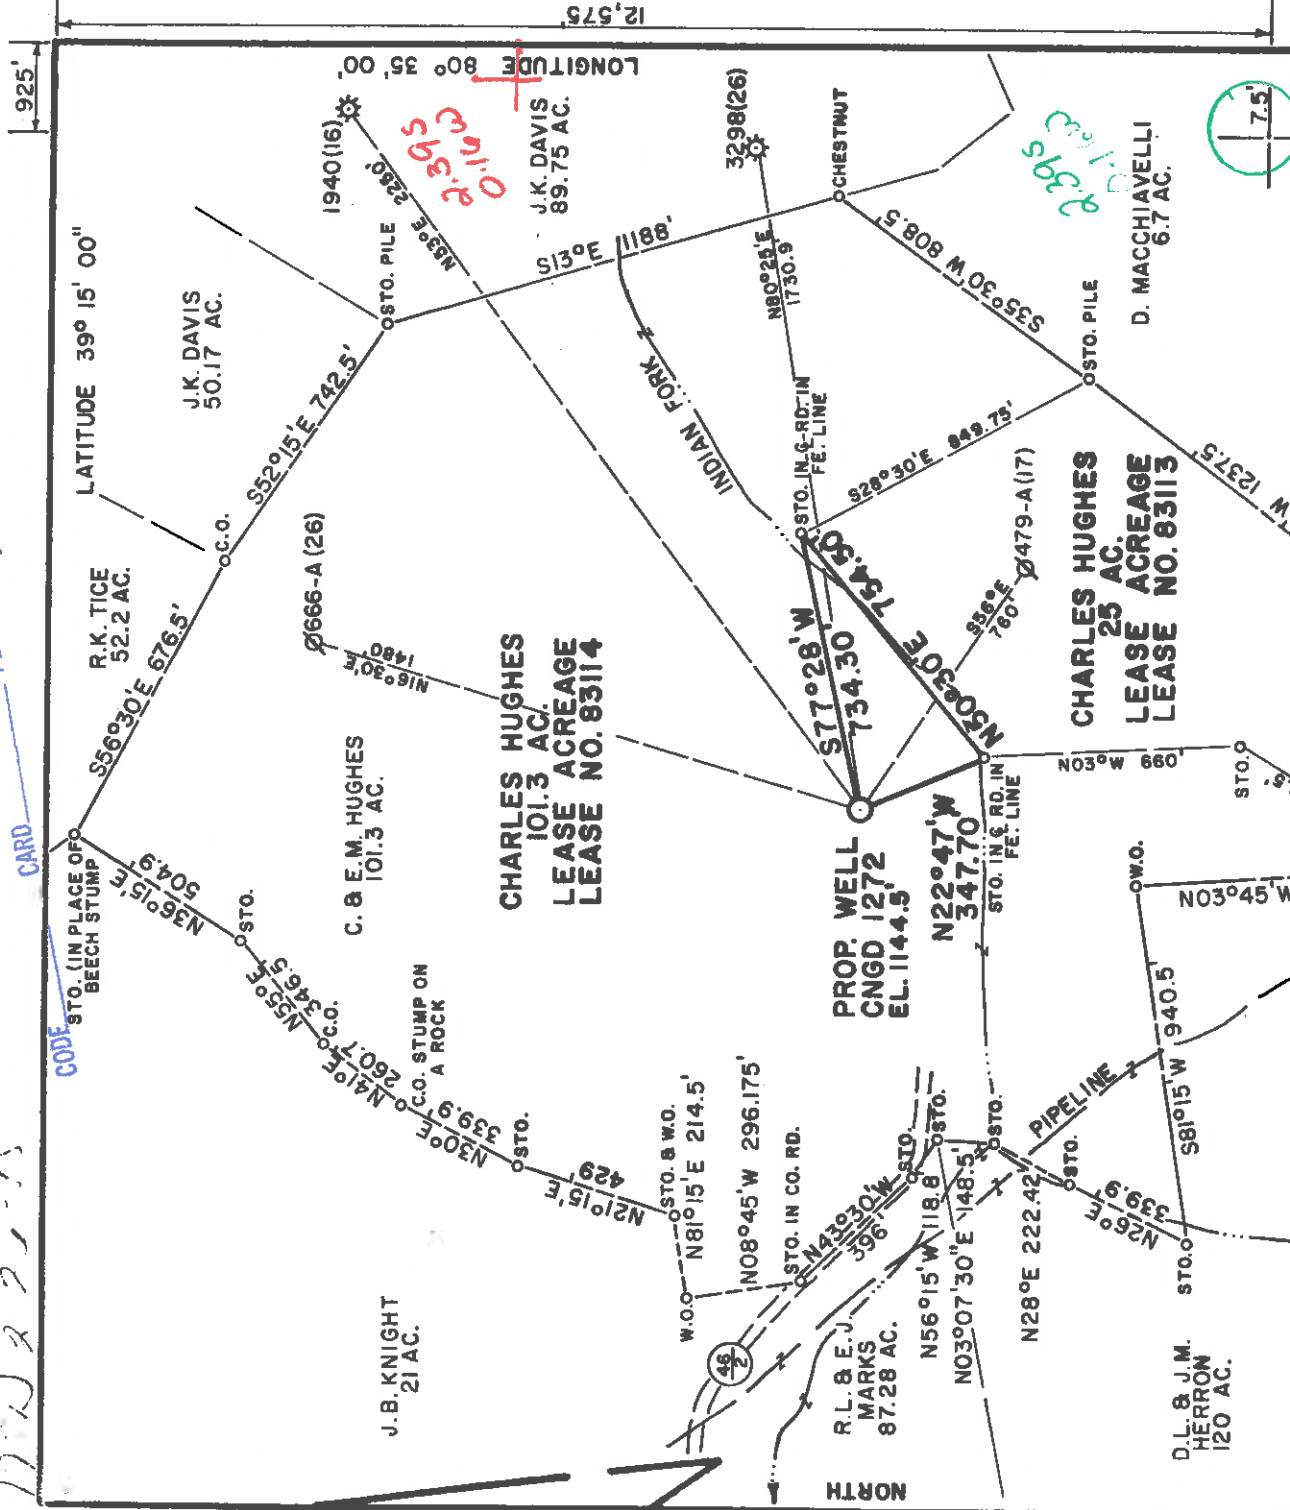 12,575'
925'
LATITUDE 39° 15' 00"
LONGITUDE 80° 35' 00"
CARD
CODE
STO. (IN PLACE OF
BEECH STUMP
R.K. TICE
52.2 AC.
J.K. DAVIS
50.17 AC.
1940(16)
N53°E 2250'
2.39S
0.16W
J.K. DAVIS
89.75 AC.
3298(26)
N80°25'E
1730.9'
CHESTNUT
S56°30'E 676.5'
C.O.
S52°15'E 742.5'
STO. PILE
S13°E 1188'
INDIAN FORK
S35°30'W 808.5'
STO. PILE
2.39S
D. MACCHIAVELLI
6.7 AC.
7.5'
N36°15'E
504.9'
STO.
N55°E
346.5'
C.O.
N41°E
260.7'
C.O. STUMP ON
A ROCK
N30°E
339.9'
STO.
N21°15'E
429'
STO. & W.O.
N81°15'E 214.5'
W.O.
N08°45'W 296.175'
STO. IN CO. RD.
N43°30'W
396'
STO.
C. & E.M. HUGHES
101.3 AC.
666-A(26)
N16°30'E
1480'
CHARLES HUGHES
101.3 AC.
LEASE ACREAGE
LEASE NO. 83114
STO. IN ℄ RD. IN
FE. LINE
S77°28'W
734.30'
N50°30'E 754.50'
S28°30'E 849.75'
S56°E
760'
479-A(17)
PROP. WELL
CNGD 1272
EL. 1144.5'
N22°47'W
347.70'
STO. IN ℄ RD. IN
FE. LINE
CHARLES HUGHES
25 AC.
LEASE ACREAGE
LEASE NO. 83113
W 1237.5'
N03°W 660'
STO.
W.O.
N03°45'W
S81°15'W 940.5'
PIPELINE
J.B. KNIGHT
21 AC.
46
2
R.L. & E.J.
MARKS
87.28 AC.
N56°15'W 118.8
STO.
N03°07'30"E 148.5'
STO.
N28°E 222.42'
STO.
N26°E
339.9'
STO.
D.L. & J.M.
HERRON
120 AC.
NORTH